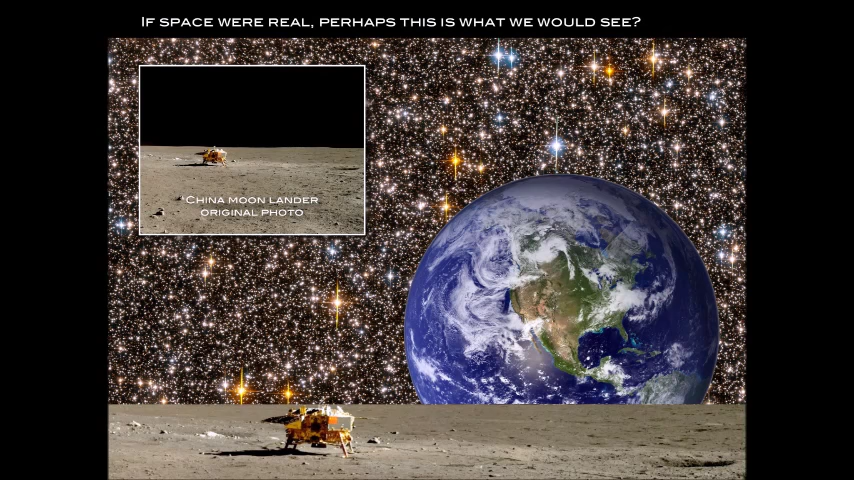 If space were real, perhaps this is what we would see?
*China moon lander
original photo